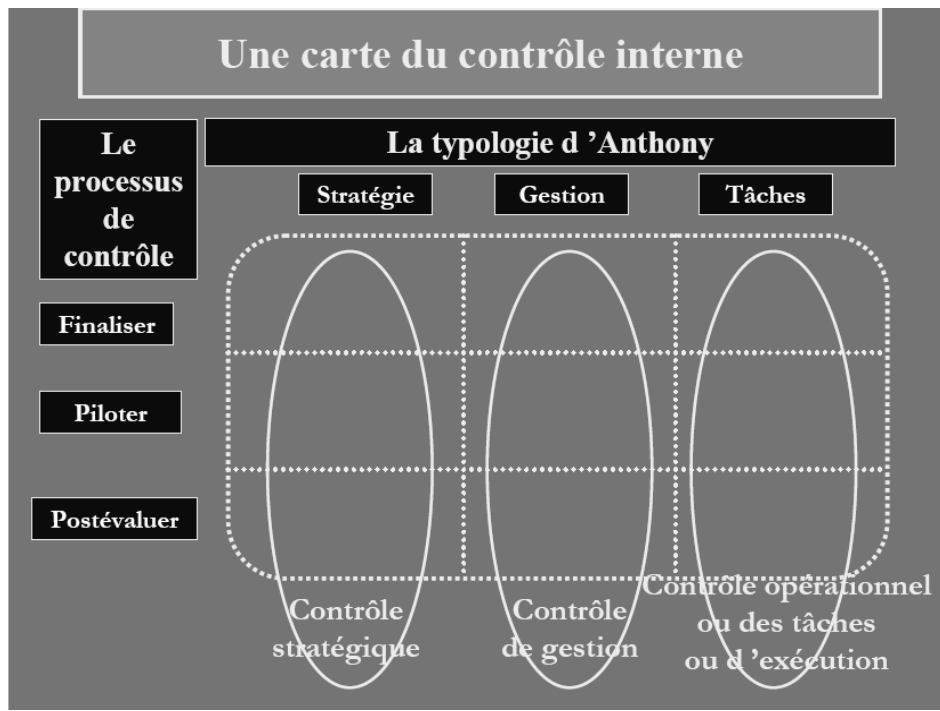 Une carte du contrôle interne
Le
processus
de
contrôle
La typologie d ’Anthony
Stratégie
Gestion
Tâches
Finaliser
Piloter
Postévaluer
Contrôle
stratégique
Contrôle
de gestion
Contrôle opérationnel
ou des tâches
ou d ’exécution